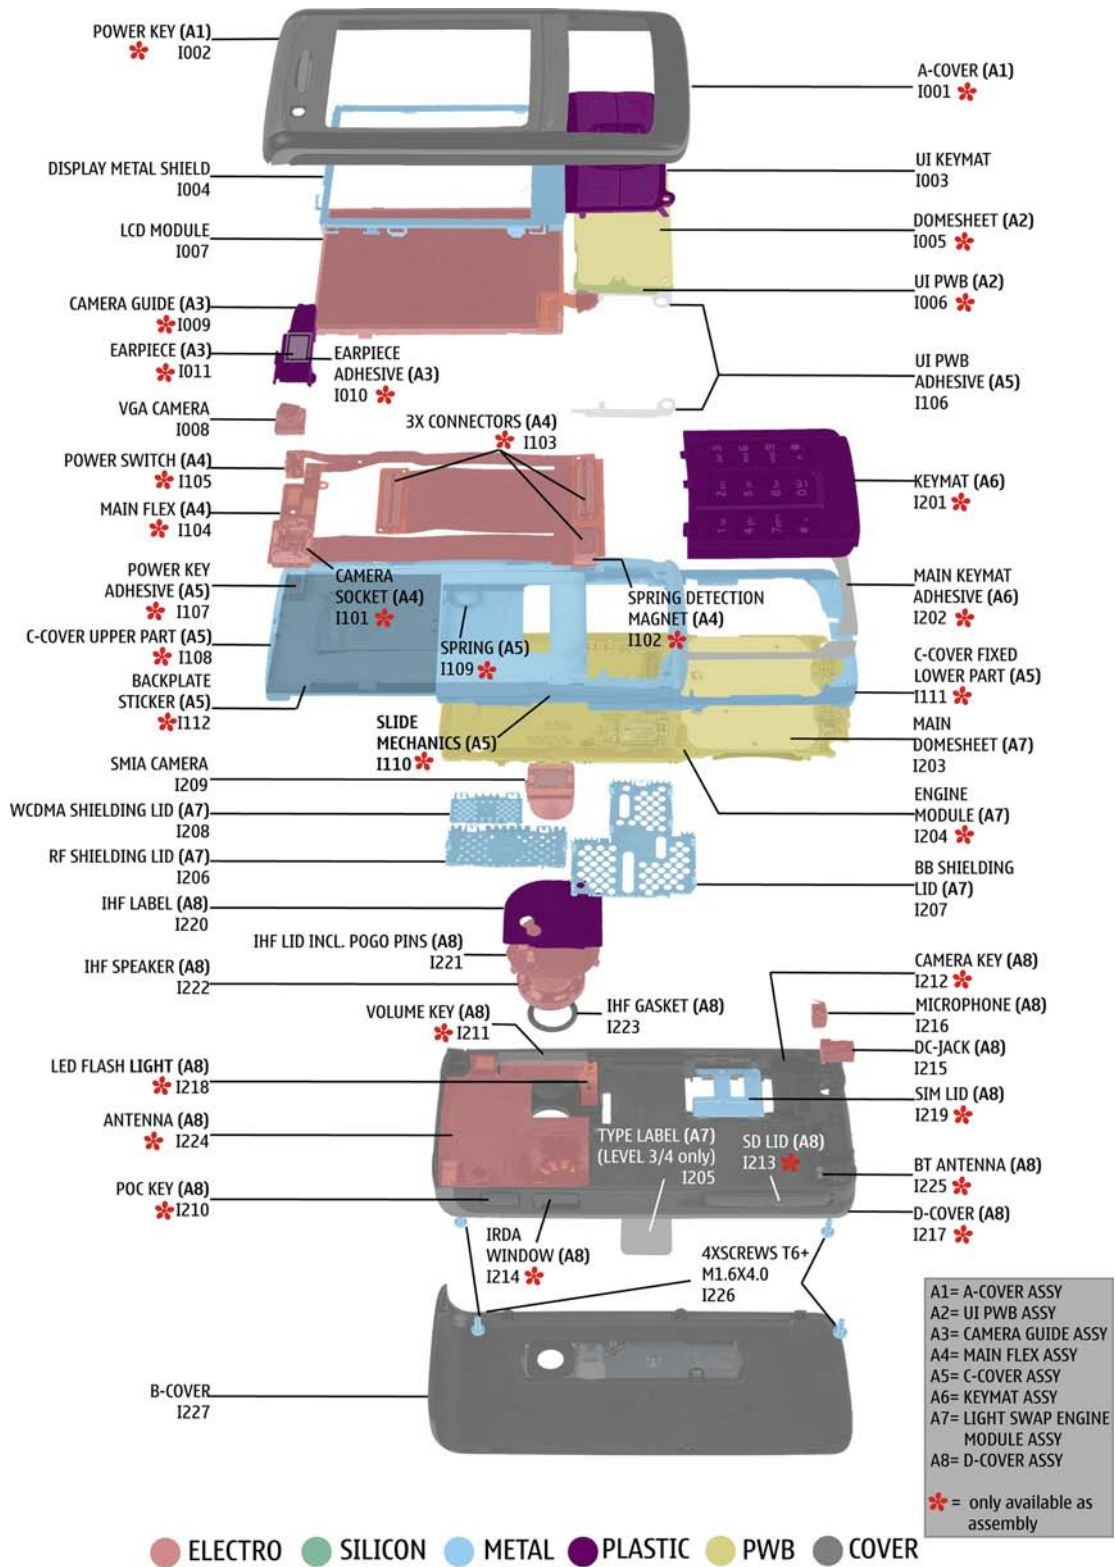 POWER KEY (A1)
I002
A-COVER (A1)
I001
DISPLAY METAL SHIELD
I004
UI KEYMAT
I003
LCD MODULE
I007
DOMESHEET (A2)
I005
CAMERA GUIDE (A3)
I009
UI PWB (A2)
I006
EARPIECE (A3)
I011
EARPIECE
ADHESIVE (A3)
I010
UI PWB
ADHESIVE (A5)
I106
VGA CAMERA
I008
3X CONNECTORS (A4)
I103
POWER SWITCH (A4)
I105
KEYMAT (A6)
I201
MAIN FLEX (A4)
I104
POWER KEY
ADHESIVE (A5)
I107
CAMERA
SOCKET (A4)
I101
SPRING DETECTION
MAGNET (A4)
I102
MAIN KEYMAT
ADHESIVE (A6)
I202
C-COVER UPPER PART (A5)
I108
SPRING (A5)
I109
C-COVER FIXED
LOWER PART (A5)
I111
BACKPLATE
STICKER (A5)
I112
SLIDE
MECHANICS (A5)
I110
MAIN
DOMESHEET (A7)
I203
SMIA CAMERA
I209
WCDMA SHIELDING LID (A7)
I208
ENGINE
MODULE (A7)
I204
RF SHIELDING LID (A7)
I206
BB SHIELDING
LID (A7)
I207
IHF LABEL (A8)
I220
IHF LID INCL. POGO PINS (A8)
I221
IHF SPEAKER (A8)
I222
CAMERA KEY (A8)
I212
VOLUME KEY (A8)
I211
IHF GASKET (A8)
I223
MICROPHONE (A8)
I216
LED FLASH LIGHT (A8)
I218
DC-JACK (A8)
I215
SIM LID (A8)
I219
ANTENNA (A8)
I224
TYPE LABEL (A7)
(LEVEL 3/4 only)
I205
SD LID (A8)
I213
BT ANTENNA (A8)
I225
POC KEY (A8)
I210
D-COVER (A8)
I217
IRDA
WINDOW (A8)
I214
4XSCREWS T6+
M1.6X4.0
I226
B-COVER
I227
A1= A-COVER ASSY
A2= UI PWB ASSY
A3= CAMERA GUIDE ASSY
A4= MAIN FLEX ASSY
A5= C-COVER ASSY
A6= KEYMAT ASSY
A7= LIGHT SWAP ENGINE
MODULE ASSY
A8= D-COVER ASSY
= only available as
assembly
ELECTRO SILICON METAL PLASTIC PWB COVER